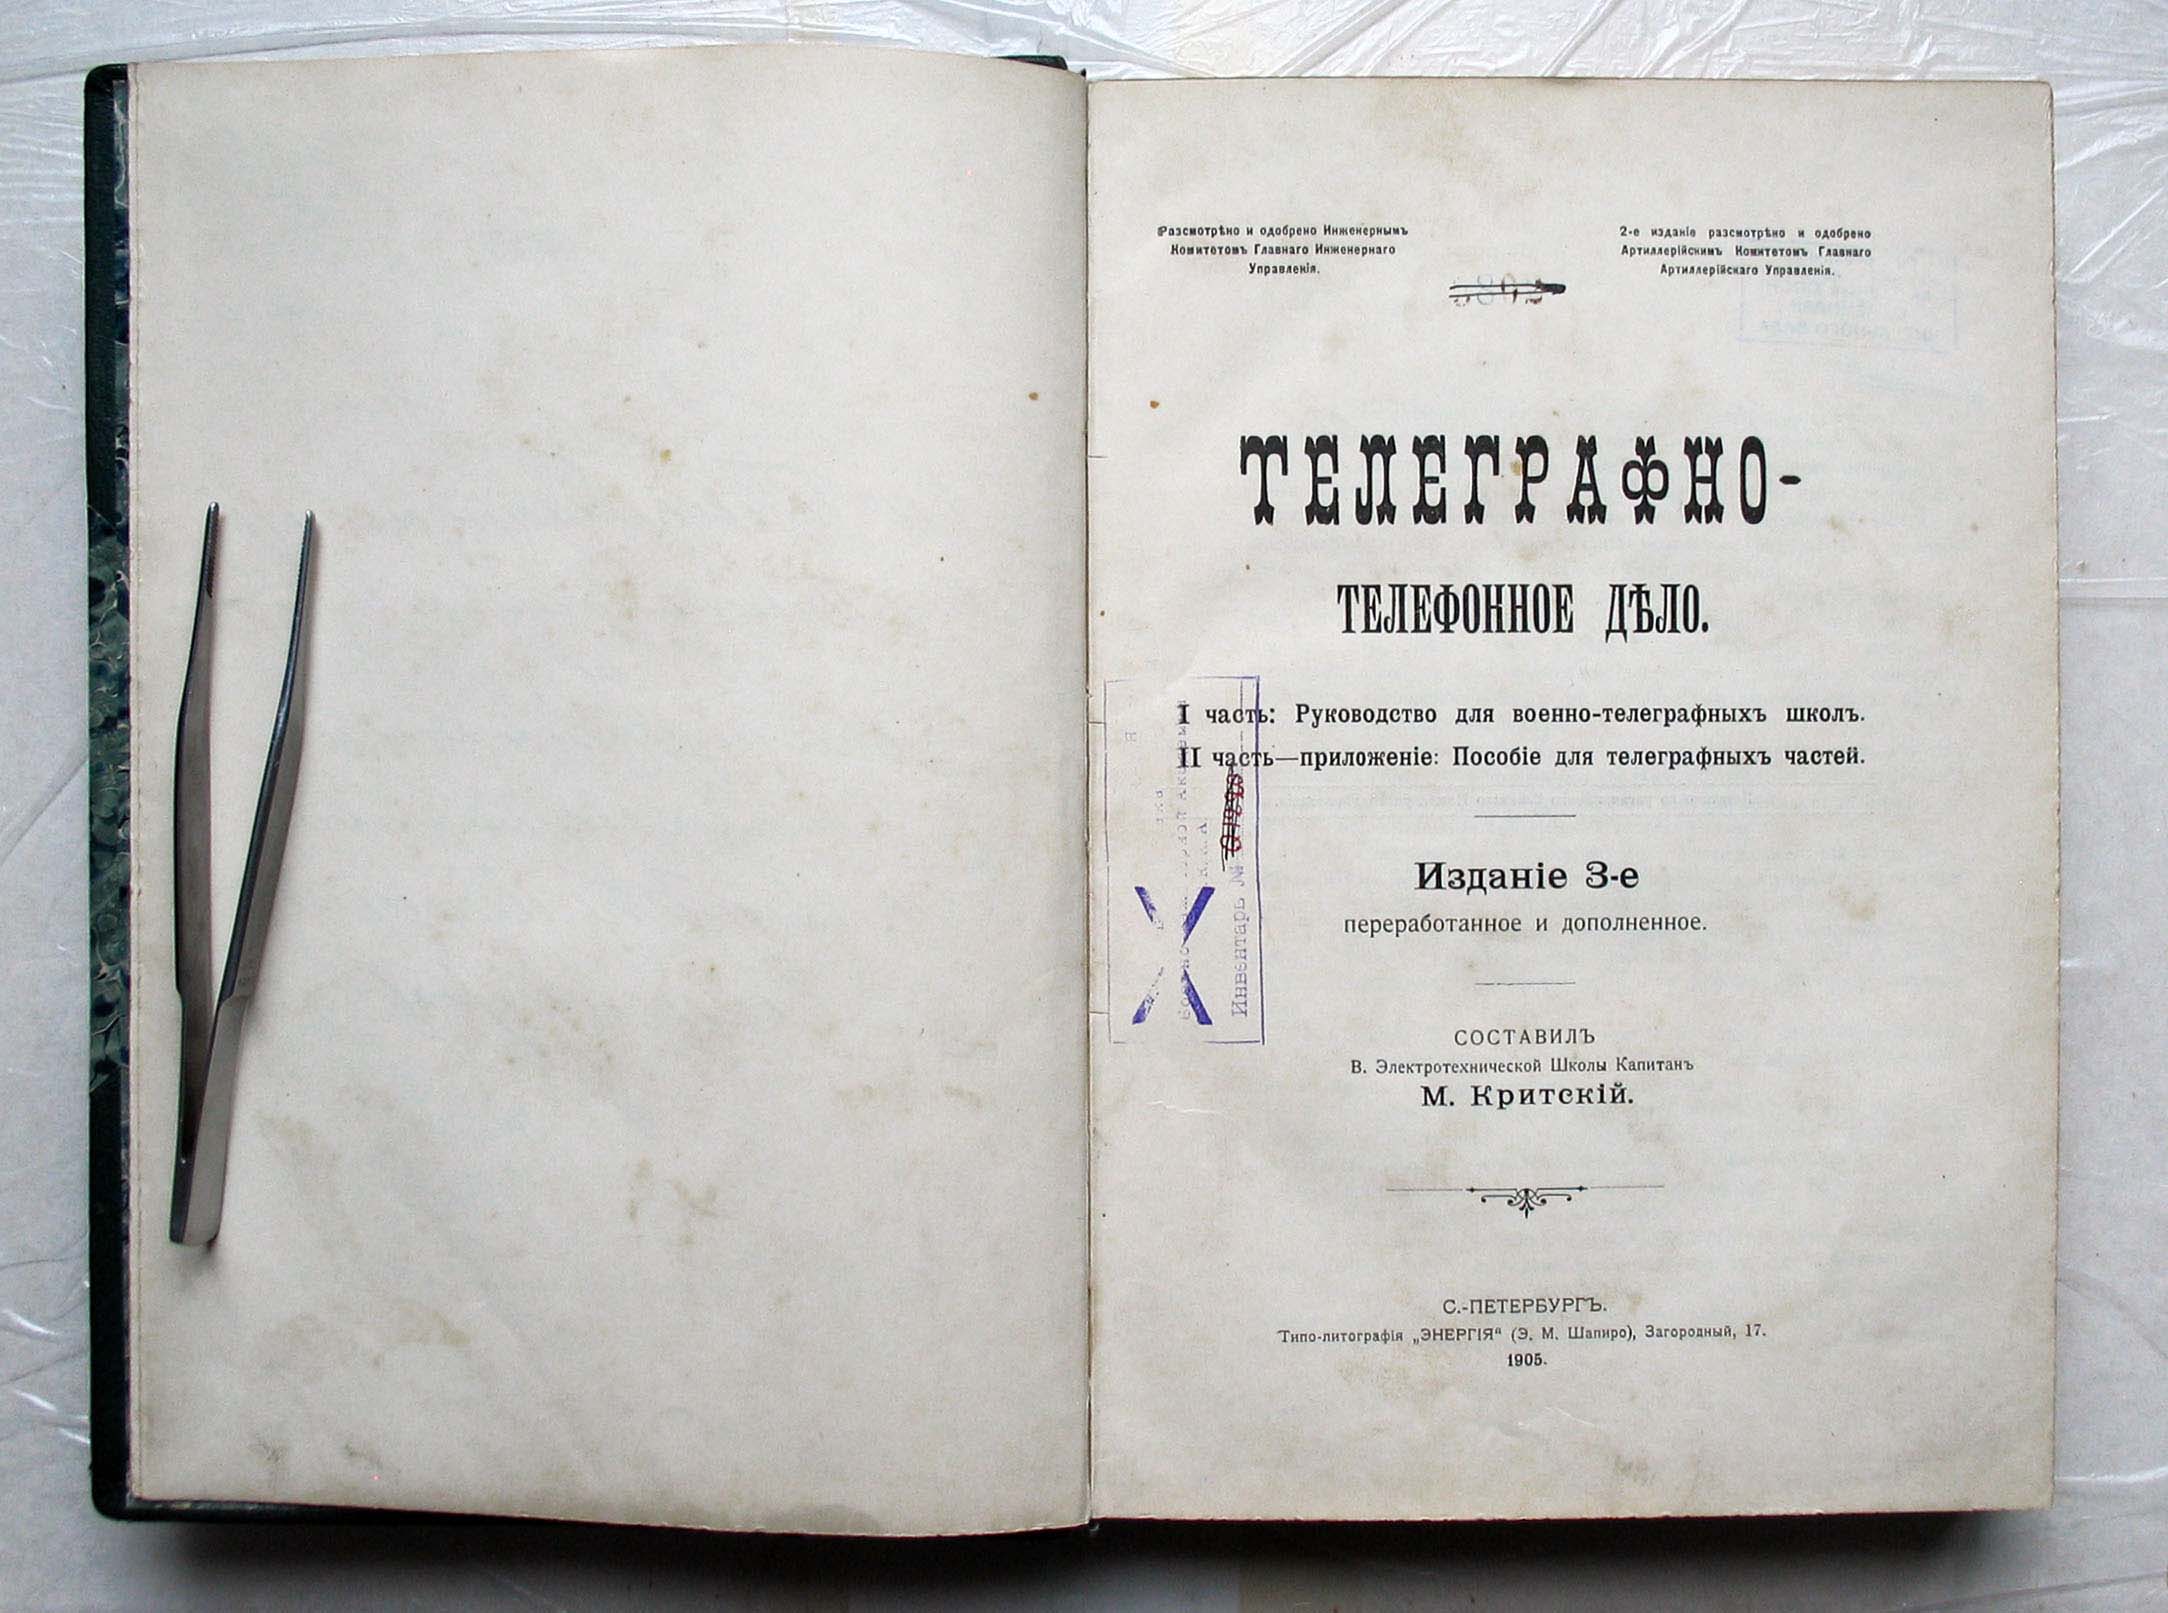 Разсмотрѣно и одобрено Инженернымъ
Комитетомъ Главнаго Инженернаго
Управленія.
2-е изданіе разсмотрѣно и одобрено
Артиллерійскимъ Комитетомъ Главнаго
Артиллерійскаго Управленія.
ТЕЛЕГРАФНО-
ТЕЛЕФОННОЕ ДѢЛО.
I часть: Руководство для военно-телеграфныхъ школъ.
II часть—приложеніе: Пособіе для телеграфныхъ частей.
Инвентарь №
Изданіе 3-е
переработанное и дополненное.
СОСТАВИЛЪ
В. Электротехнической Школы Капитанъ
М. Критскій.
С.-ПЕТЕРБУРГЪ.
Типо-литографія „ЭНЕРГІЯ“ (Э. М. Шапиро), Загородный, 17.
1905.